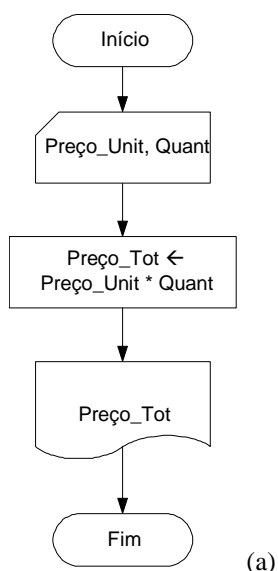 Início
Preço_Unit, Quant
Preço_Tot ←
Preço_Unit * Quant
Preço_Tot
Fim
(a)